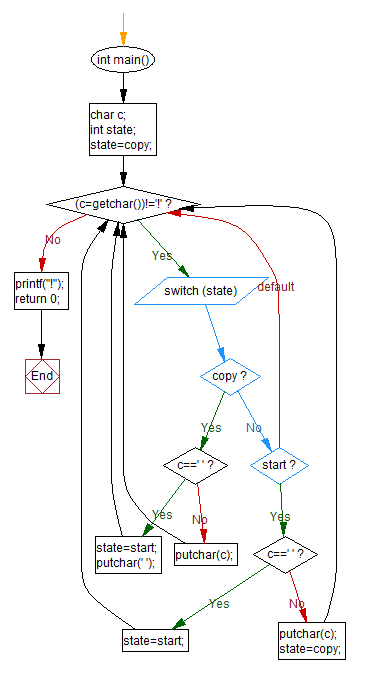 int main()
char c;
int state;
state=copy;
(c=getchar())!='!' ?
No
Yes
printf("!");
return 0;
switch (state)
default
End
copy ?
Yes
No
c==' ' ?
start ?
Yes
No
Yes
state=start;
putchar(' ');
putchar(c);
c==' ' ?
Yes
No
state=start;
putchar(c);
state=copy;